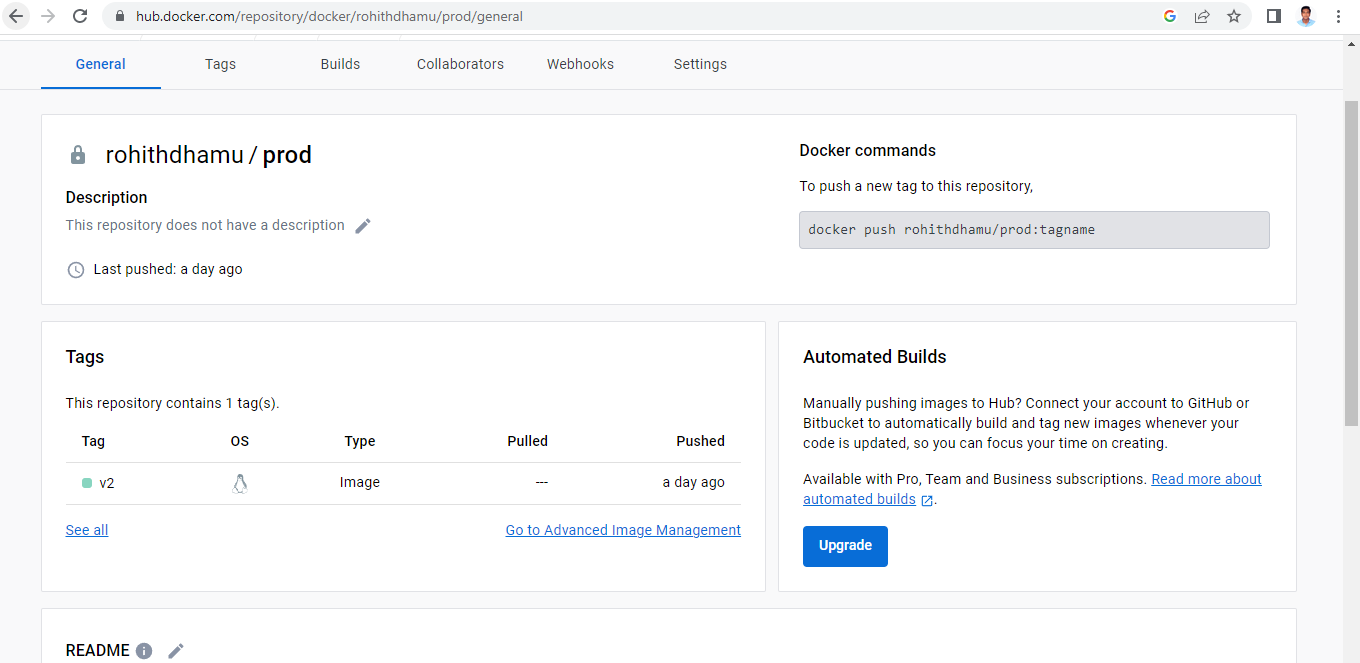 hub.docker.com/repository/docker/rohithdhamu/prod/general
General Tags Builds Collaborators Webhooks Settings
rohithdhamu / prod
Description
This repository does not have a description
Last pushed: a day ago
Docker commands
To push a new tag to this repository,
docker push rohithdhamu/prod:tagname
Tags
This repository contains 1 tag(s).
Tag OS Type Pulled Pushed
v2 Image --- a day ago
See all Go to Advanced Image Management
Automated Builds
Manually pushing images to Hub? Connect your account to GitHub or
Bitbucket to automatically build and tag new images whenever your
code is updated, so you can focus your time on creating.
Available with Pro, Team and Business subscriptions. Read more about
automated builds .
Upgrade
README